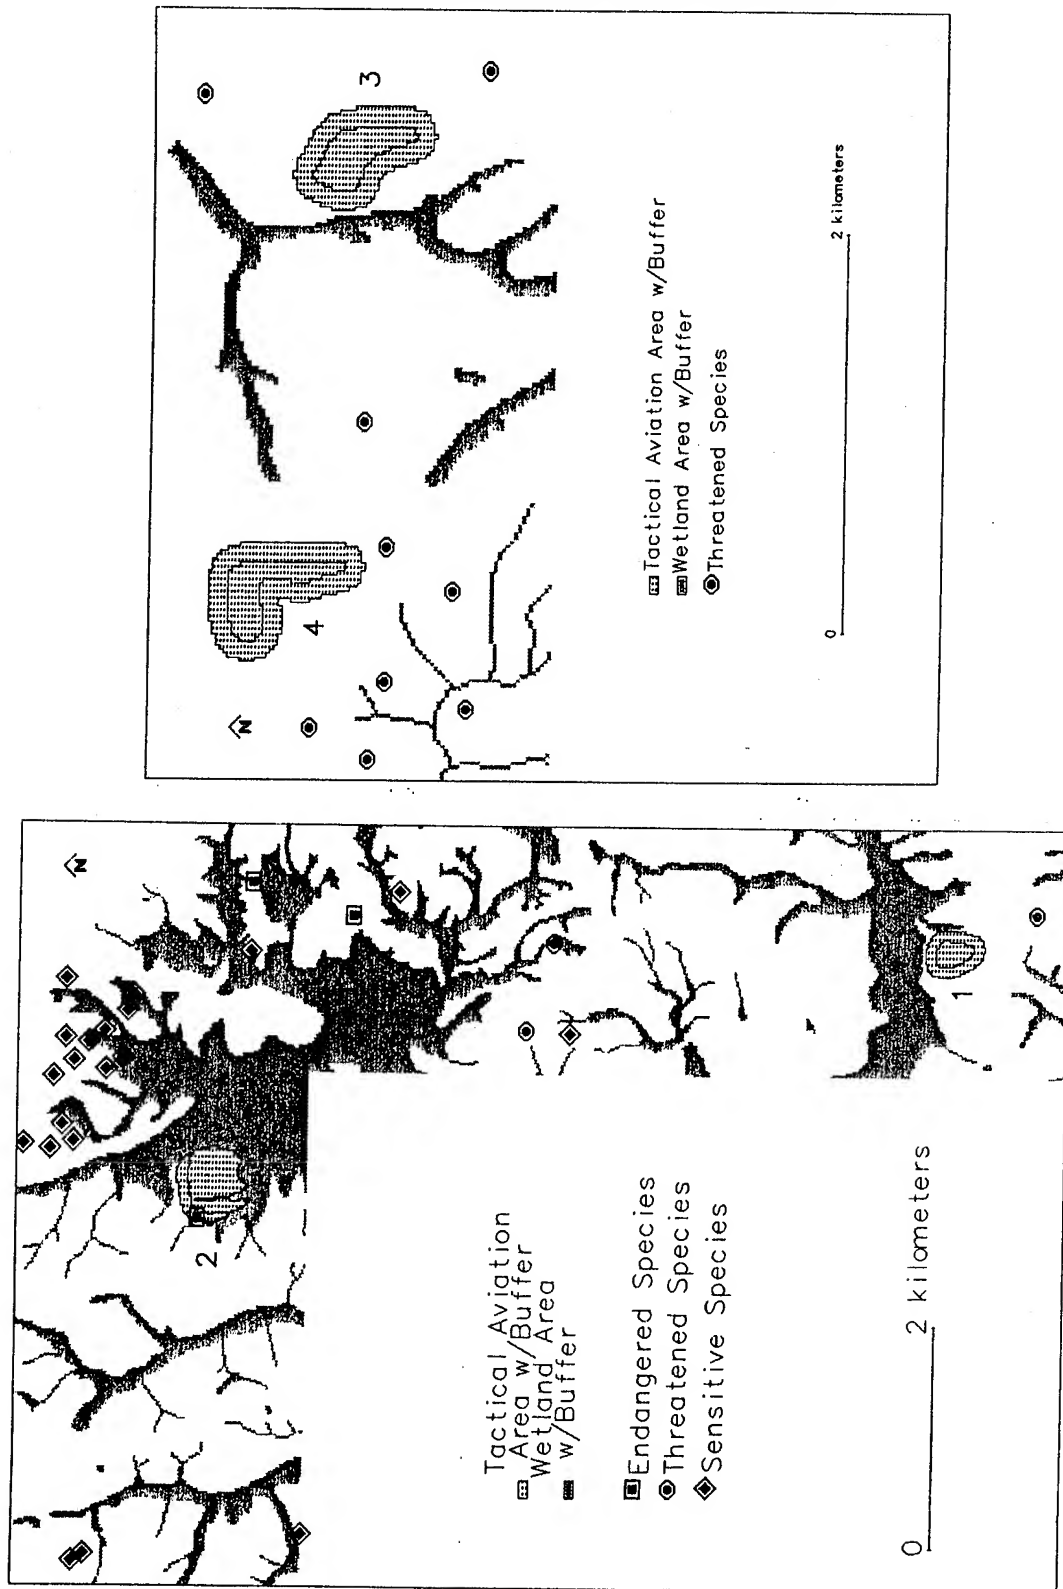 N
2
1
Tactical Aviation
Area w/Buffer
Wetland Area
w/Buffer
Endangered Species
Threatened Species
Sensitive Species
0 2 kilometers
N
4
3
Tactical Aviation Area w/Buffer
Wetland Area w/Buffer
Threatened Species
0 2 kilometers